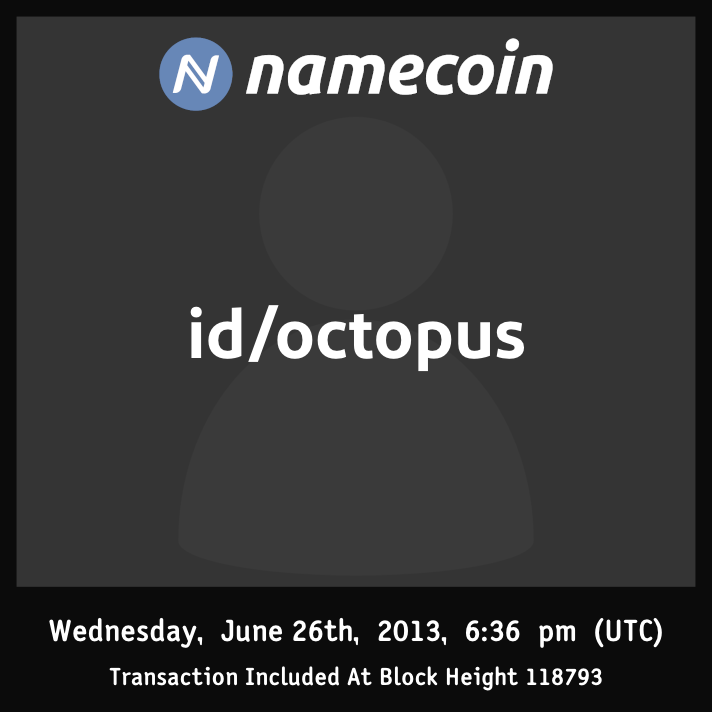 namecoin
id/octopus
Wednesday, June 26th, 2013, 6:36 pm (UTC)
Transaction Included At Block Height 118793